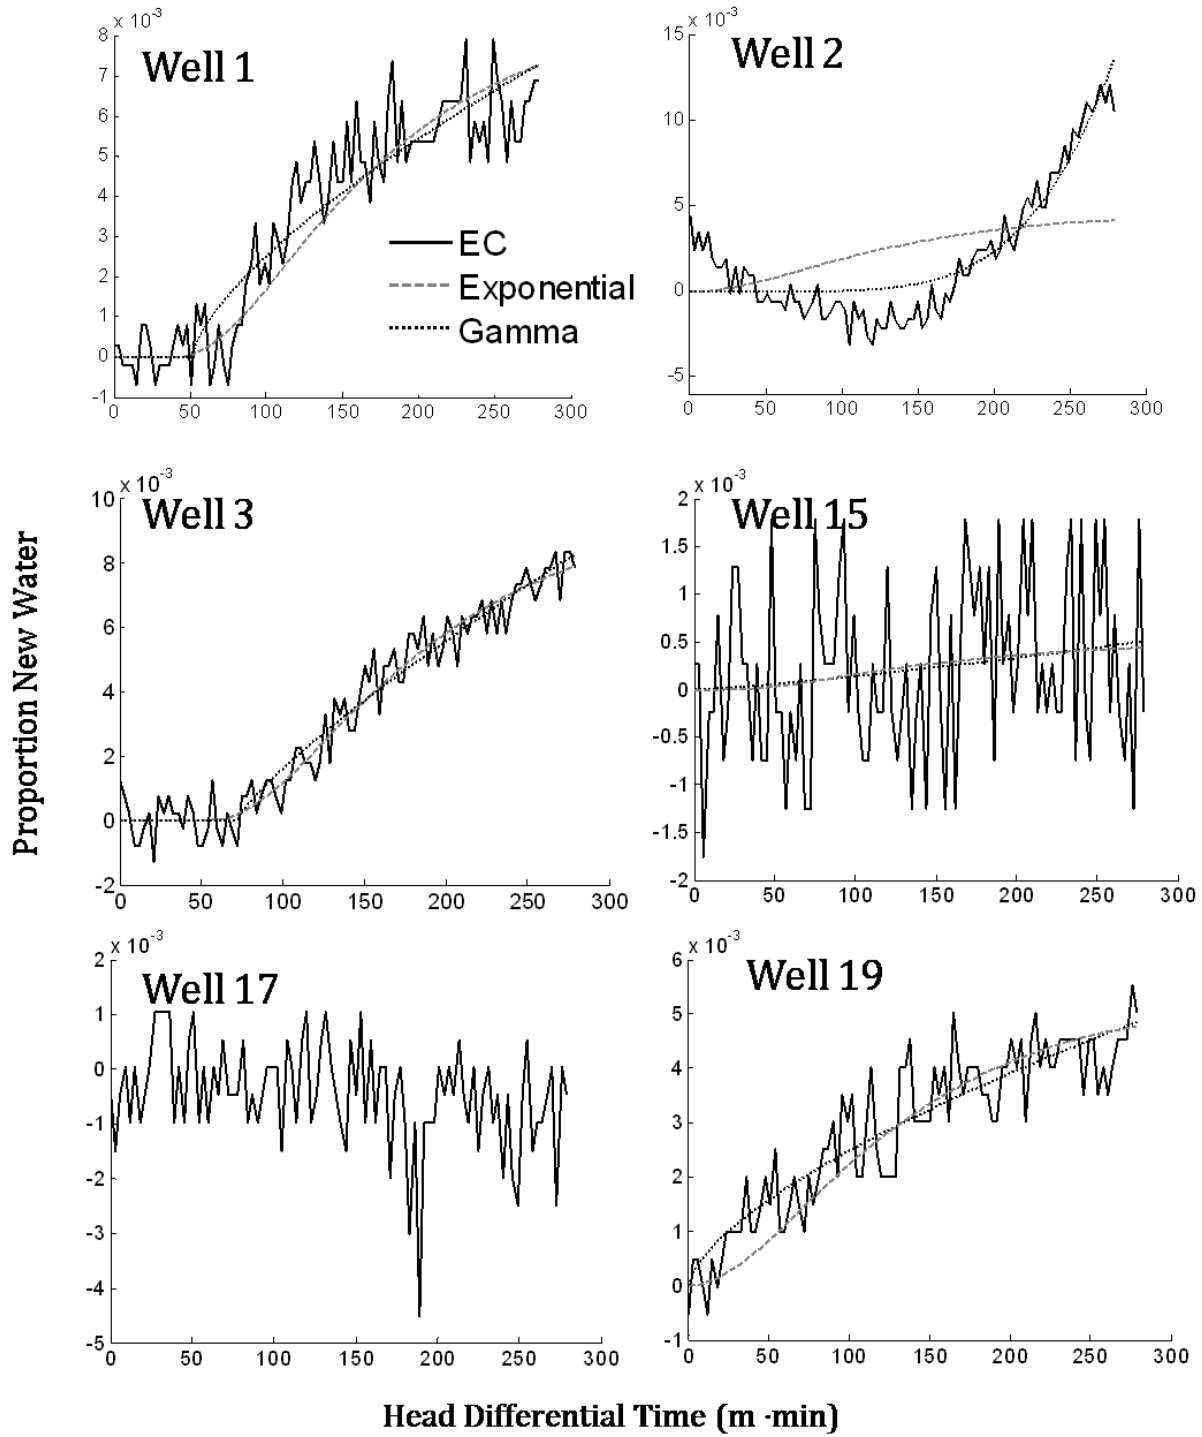 x 10-3
8
7
6
5
4
3
2
1
0
-1
0 50 100 150 200 250 300
Well 1
EC
Exponential
Gamma
x 10-3
15
10
5
0
-5
0 50 100 150 200 250 300
Well 2
x 10-3
10
8
6
4
2
0
-2
0 50 100 150 200 250 300
Well 3
x 10-3
2
1.5
1
0.5
0
-0.5
-1
-1.5
-2
0 50 100 150 200 250 300
Well 15
x 10-3
2
1
0
-1
-2
-3
-4
-5
0 50 100 150 200 250 300
Well 17
x 10-3
6
5
4
3
2
1
0
-1
0 50 100 150 200 250 300
Well 19
Proportion New Water
Head Differential Time (m ·min)